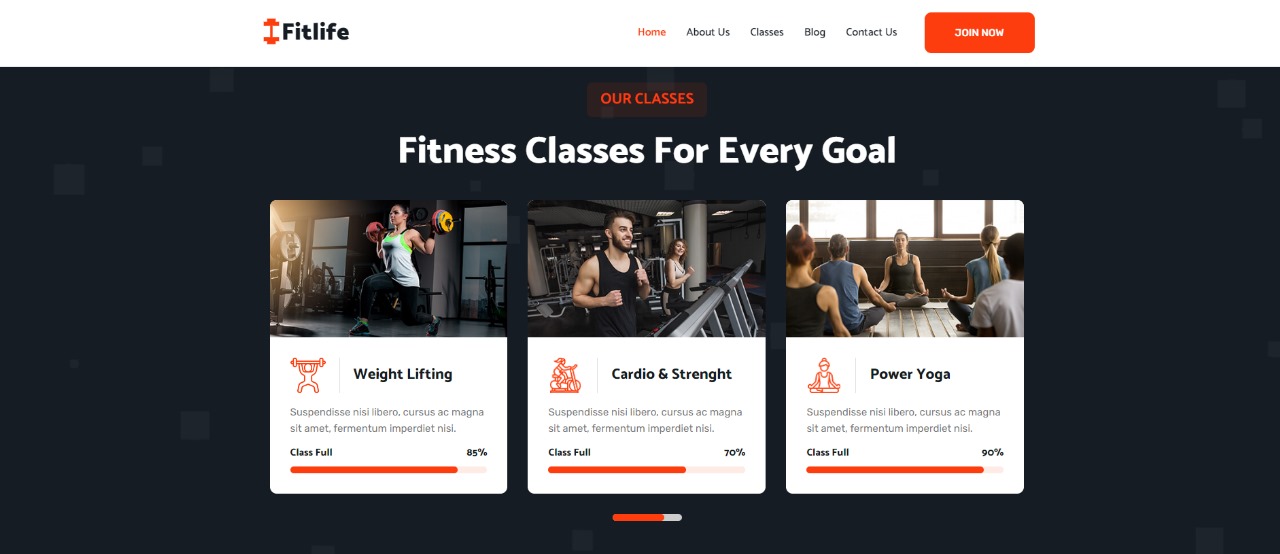 Fitlife
Home About Us Classes Blog Contact Us JOIN NOW
OUR CLASSES
Fitness Classes For Every Goal
Weight Lifting
Suspendisse nisi libero, cursus ac magna
sit amet, fermentum imperdiet nisi.
Class Full 85%
Cardio & Strenght
Suspendisse nisi libero, cursus ac magna
sit amet, fermentum imperdiet nisi.
Class Full 70%
Power Yoga
Suspendisse nisi libero, cursus ac magna
sit amet, fermentum imperdiet nisi.
Class Full 90%